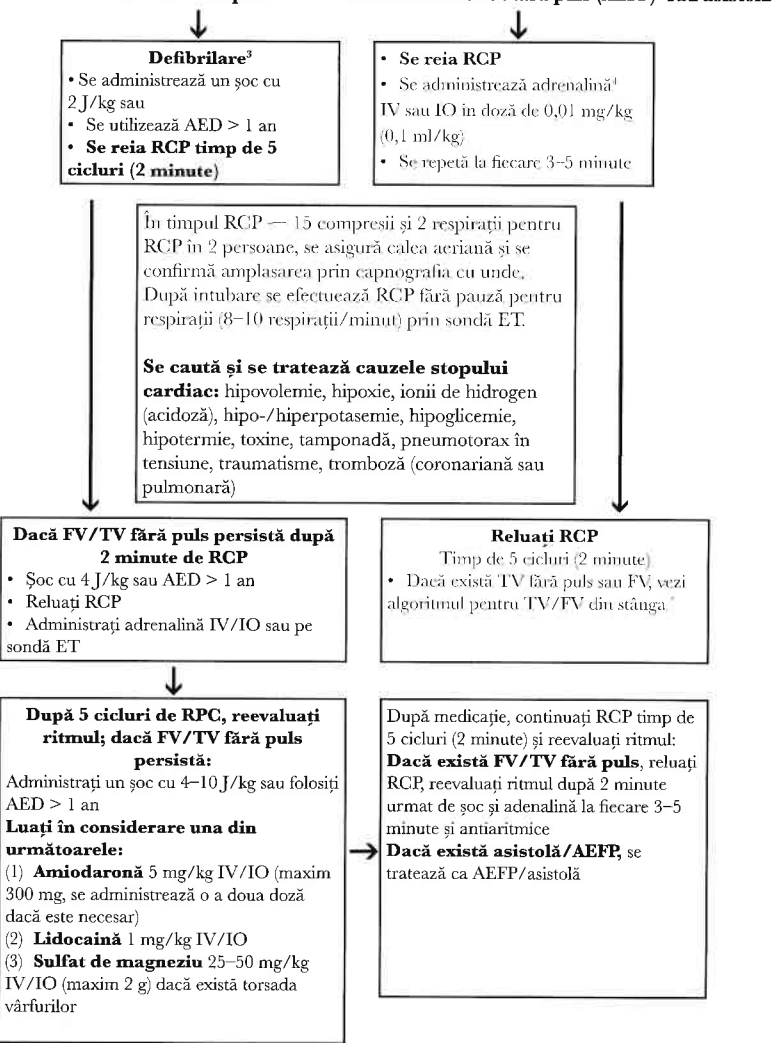 fără puls
Defibrilare³
• Se administrează un șoc cu
2 J/kg sau
• Se utilizează AED > 1 an
• Se reia RCP timp de 5
cicluri (2 minute)
• Se reia RCP
• Se administrează adrenalină⁴
IV sau IO în doză de 0,01 mg/kg
(0,1 ml/kg)
• Se repetă la fiecare 3–5 minute
În timpul RCP — 15 compresii și 2 respirații pentru
RCP în 2 persoane, se asigură calea aeriană și se
confirmă amplasarea prin capnografia cu unde.
După intubare se efectuează RCP fără pauză pentru
respirații (8–10 respirații/minut) prin sondă ET.
Se caută și se tratează cauzele stopului
cardiac: hipovolemie, hipoxie, ionii de hidrogen
(acidoză), hipo-/hiperpotasemie, hipoglicemie,
hipotermie, toxine, tamponadă, pneumotorax în
tensiune, traumatisme, tromboză (coronariană sau
pulmonară)
Dacă FV/TV fără puls persistă după
2 minute de RCP
• Șoc cu 4 J/kg sau AED > 1 an
• Reluați RCP
• Administrați adrenalină IV/IO sau pe
sondă ET
Reluați RCP
Timp de 5 cicluri (2 minute)
• Dacă există TV fără puls sau FV, vezi
algoritmul pentru TV/FV din stânga
După 5 cicluri de RPC, reevaluați
ritmul; dacă FV/TV fără puls
persistă:
Administrați un șoc cu 4–10 J/kg sau folosiți
AED > 1 an
Luați în considerare una din
următoarele:
(1) Amiodaronă 5 mg/kg IV/IO (maxim
300 mg, se administrează o a doua doză
dacă este necesar)
(2) Lidocaină 1 mg/kg IV/IO
(3) Sulfat de magneziu 25–50 mg/kg
IV/IO (maxim 2 g) dacă există torsada
vârfurilor
După medicație, continuați RCP timp de
5 cicluri (2 minute) și reevaluați ritmul:
Dacă există FV/TV fără puls, reluați
RCP, reevaluați ritmul după 2 minute
urmat de șoc și adenalină la fiecare 3–5
minute și antiaritmice
Dacă există asistolă/AEFP, se
tratează ca AEFP/asistolă